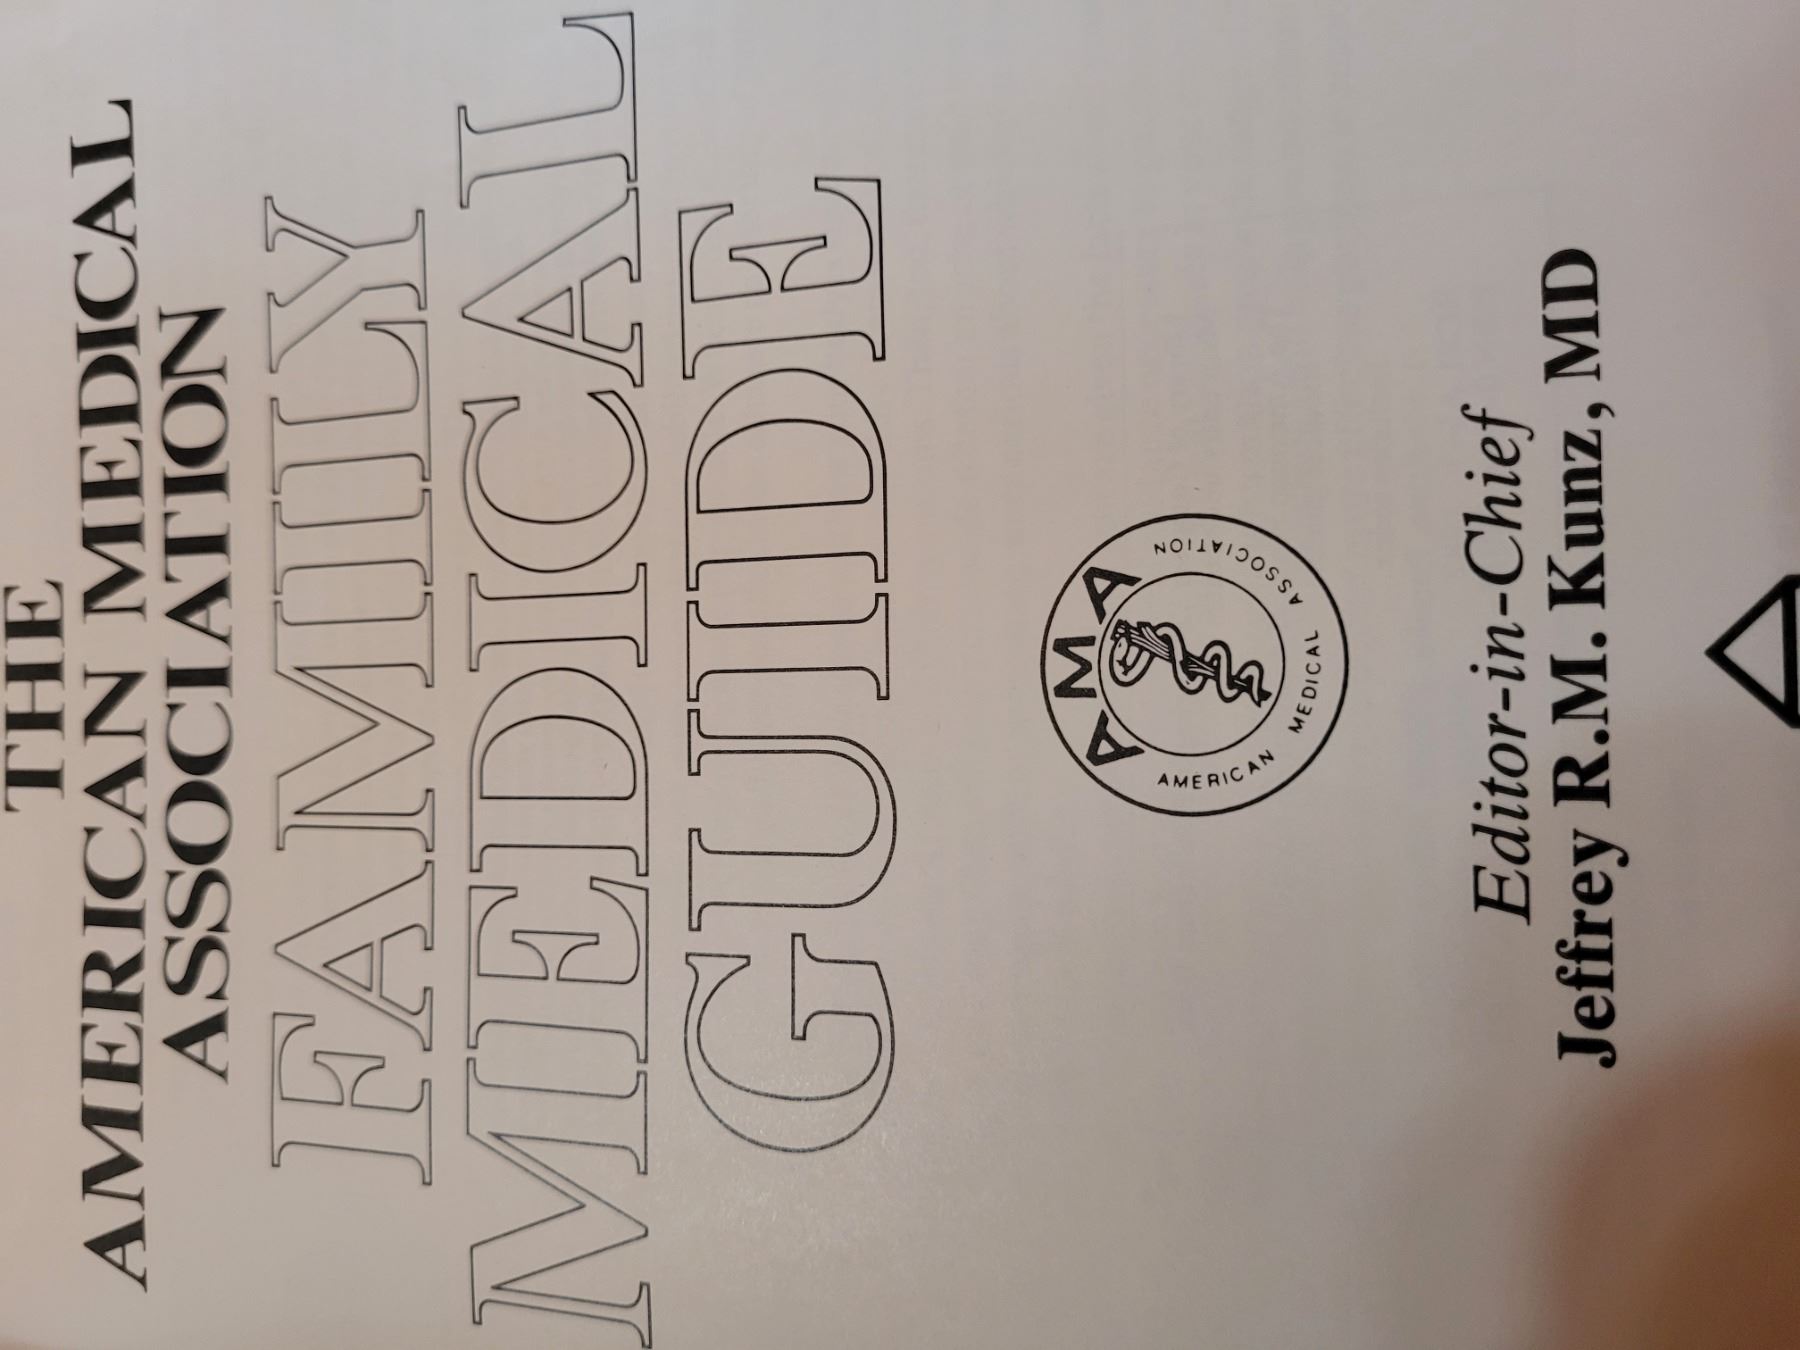 THE
AMERICAN MEDICAL
ASSOCIATION
FAMILY
MEDICAL
GUIDE
AMA
AMERICAN MEDICAL ASSOCIATION
Editor-in-Chief
Jeffrey R.M. Kunz, MD